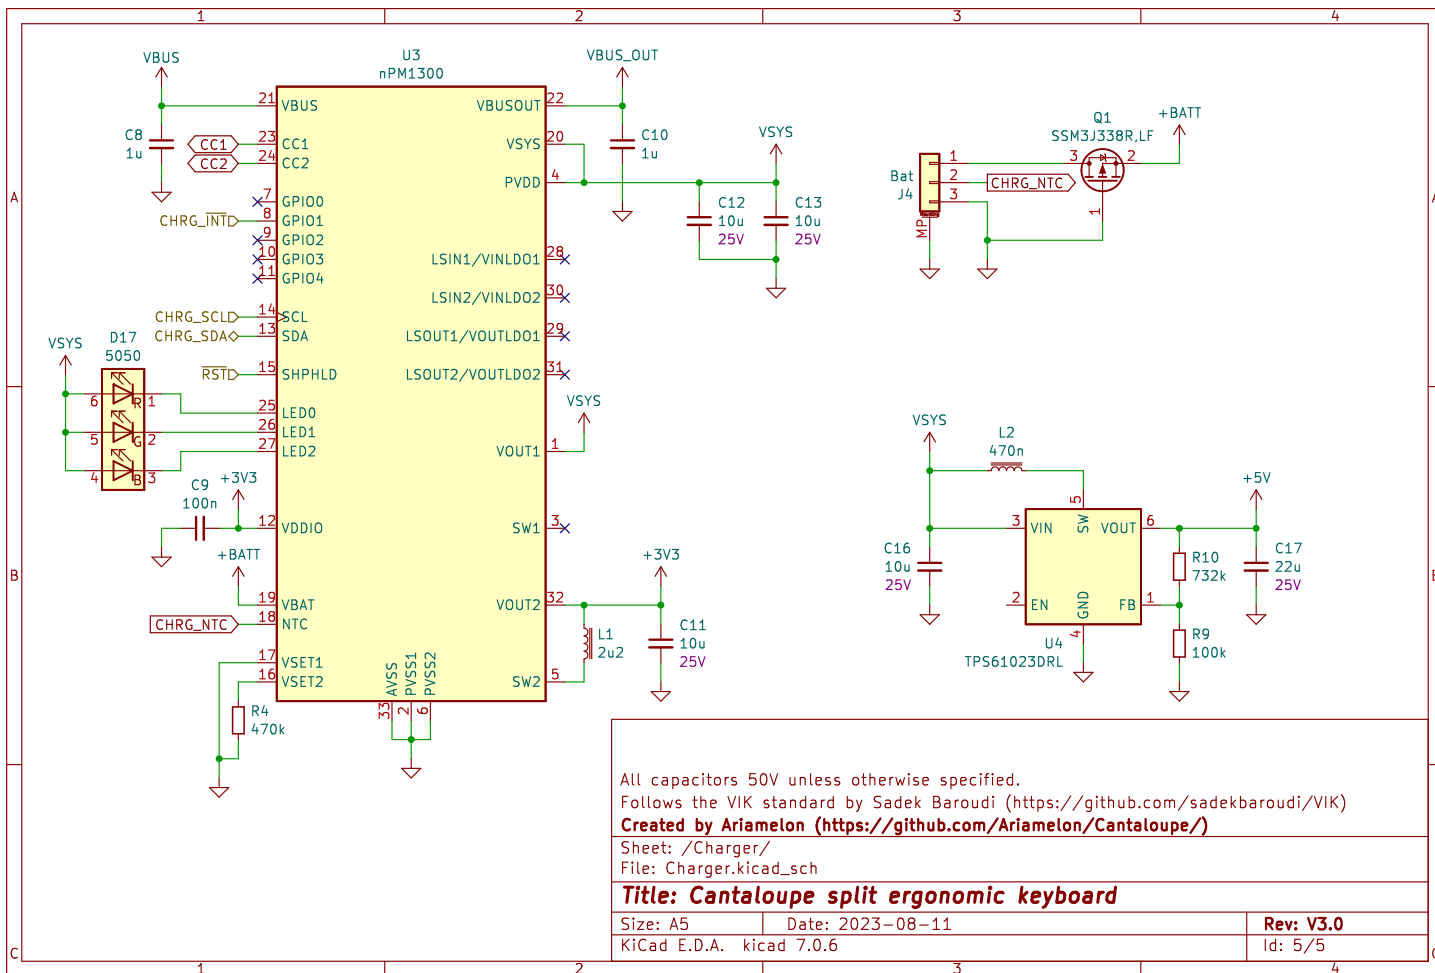 1 2 3 4
VBUS
U3
nPM1300
VBUS_OUT
21 VBUS
VBUSOUT 22
C8
1u
CC1 23 CC1
CC2 24 CC2
VSYS 20
C10
1u
PVDD 4
VSYS
7 GPIO0
CHRG_INT 8 GPIO1
9 GPIO2
10 GPIO3
11 GPIO4
C12
10u
25V
C13
10u
25V
LSIN1/VINLDO1 28
LSIN2/VINLDO2 30
LSOUT1/VOUTLDO1 29
LSOUT2/VOUTLDO2 31
CHRG_SCL 14 SCL
CHRG_SDA 13 SDA
RST 15 SHPHLD
VSYS
D17
5050
6 R 1
5 G 2
4 B 3
25 LED0
26 LED1
27 LED2
VSYS
VOUT1 1
C9
100n
+3V3
12 VDDIO
SW1 3
+BATT
19 VBAT
CHRG_NTC 18 NTC
17 VSET1
16 VSET2
R4
470k
AVSS
PVSS1
PVSS2
33
2
6
+3V3
VOUT2 32
L1
2u2
C11
10u
25V
SW2 5
Q1
SSM3J338R,LF
+BATT
Bat
J4
1
2
3
MP
CHRG_NTC
3
2
1
VSYS
L2
470n
+5V
5
SW
3 VIN
VOUT 6
2 EN
FB 1
GND
4
U4
TPS61023DRL
C16
10u
25V
R10
732k
R9
100k
C17
22u
25V
All capacitors 50V unless otherwise specified.
Follows the VIK standard by Sadek Baroudi (https://github.com/sadekbaroudi/VIK)
Created by Ariamelon (https://github.com/Ariamelon/Cantaloupe/)
Sheet: /Charger/
File: Charger.kicad_sch
Title: Cantaloupe split ergonomic keyboard
Size: A5 Date: 2023-08-11 Rev: V3.0
KiCad E.D.A. kicad 7.0.6 Id: 5/5
A
B
C
1 2 3 4